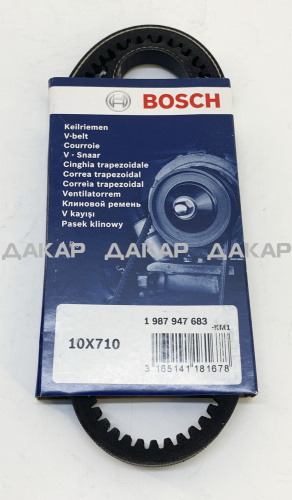 BOSCH
Keilriemen
V-belt
Courroie
V - Snaar
Cinghia trapezoidale
Correa trapezoidal
Correia trapezoidal
Ventilatorrem
Клиновой ремень
V kayışı
Pasek klinowy
ДАКАР ДАКАР ДАКАР
1 987 947 683
-KM1
10X710
3 165141 181678